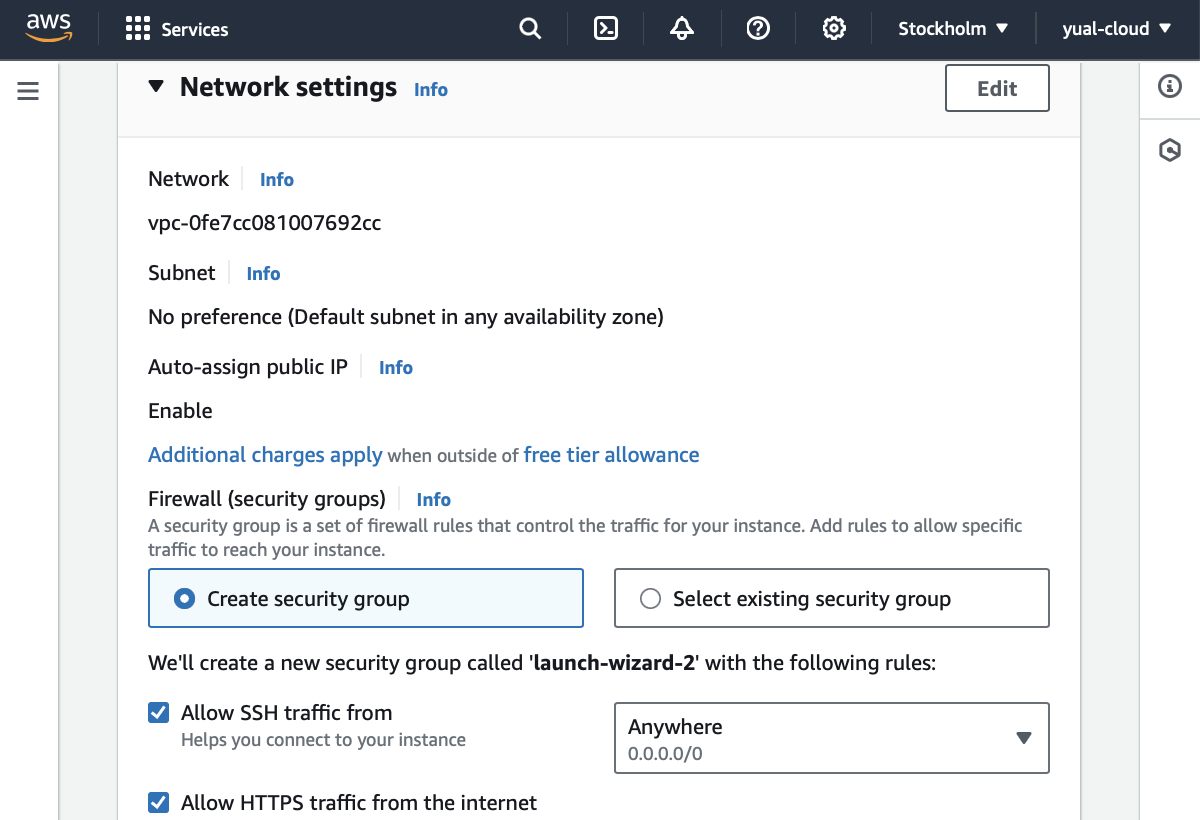 aws Services Stockholm yual-cloud
Network settings Info Edit
Network Info
vpc-0fe7cc081007692cc
Subnet Info
No preference (Default subnet in any availability zone)
Auto-assign public IP Info
Enable
Additional charges apply when outside of free tier allowance
Firewall (security groups) Info
A security group is a set of firewall rules that control the traffic for your instance. Add rules to allow specific
traffic to reach your instance.
Create security group Select existing security group
We'll create a new security group called 'launch-wizard-2' with the following rules:
Allow SSH traffic from Anywhere
Helps you connect to your instance 0.0.0.0/0
Allow HTTPS traffic from the internet